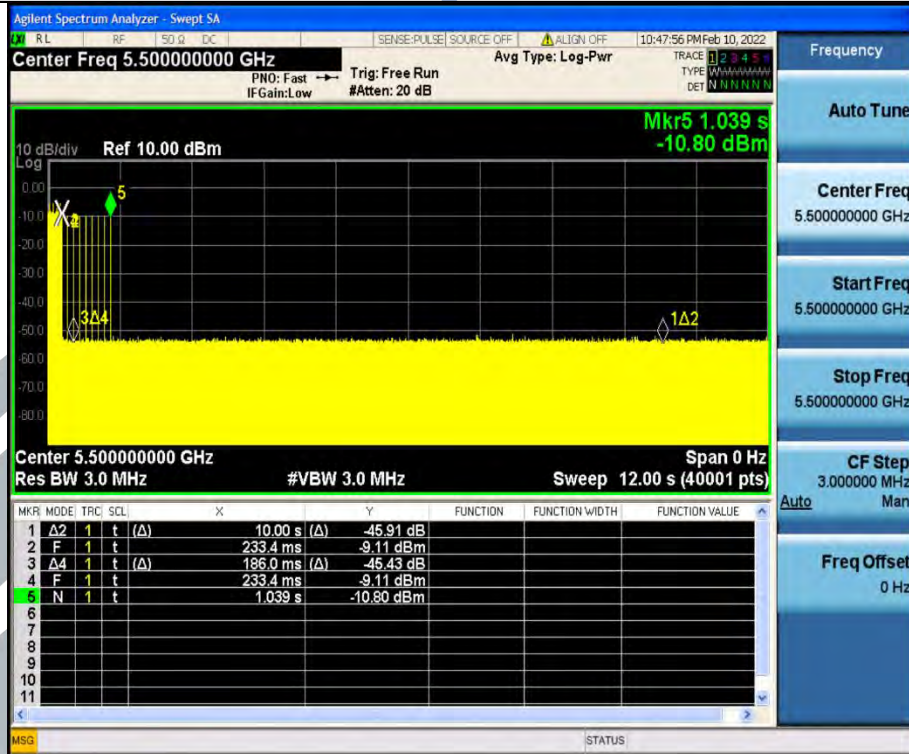 Agilent Spectrum Analyzer - Swept SA
LXI RL RF 50 Ω DC SENSE:PULSE SOURCE OFF ALIGN OFF 10:47:56 PM Feb 10, 2022
Center Freq 5.500000000 GHz Avg Type: Log-Pwr TRACE 1 2 3 4 5 6
PNO: Fast Trig: Free Run TYPE
IFGain:Low #Atten: 20 dB DET N N N N N N
Mkr5 1.039 s
10 dB/div Ref 10.00 dBm -10.80 dBm
Log
0.00
5
-10.0
-20.0
-30.0
-40.0
3Δ4
1Δ2
-50.0
-60.0
-70.0
-80.0
Center 5.500000000 GHz Span 0 Hz
Res BW 3.0 MHz #VBW 3.0 MHz Sweep 12.00 s (40001 pts)
MKR MODE TRC SCL X Y FUNCTION FUNCTION WIDTH FUNCTION VALUE
1 Δ2 1 t (Δ) 10.00 s (Δ) -45.91 dB
2 F 1 t 233.4 ms -9.11 dBm
3 Δ4 1 t (Δ) 186.0 ms (Δ) -45.43 dB
4 F 1 t 233.4 ms -9.11 dBm
5 N 1 t 1.039 s -10.80 dBm
6
7
8
9
10
11
MSG STATUS
Frequency
Auto Tune
Center Freq
5.500000000 GHz
Start Freq
5.500000000 GHz
Stop Freq
5.500000000 GHz
CF Step
3.000000 MHz
Auto Man
Freq Offset
0 Hz